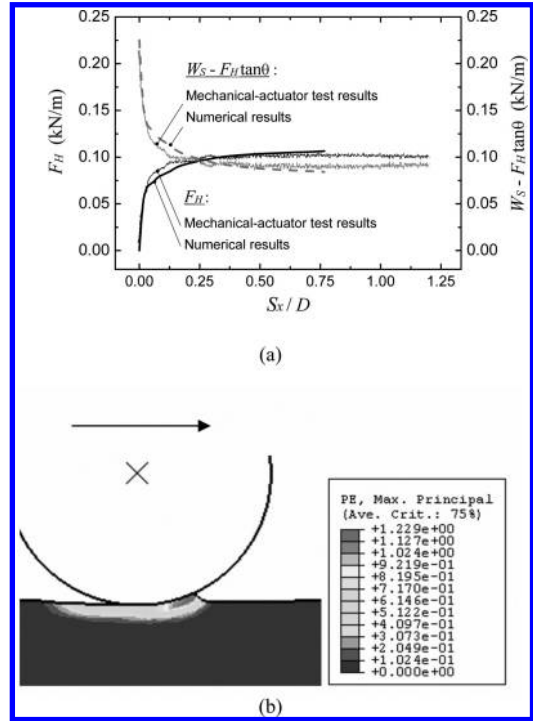 0.25
0.20
0.15
0.10
0.05
0.00
F_H (kN/m)
W_S - F_H tanθ :
Mechanical-actuator test results
Numerical results
F_H:
Mechanical-actuator test results
Numerical results
0.25
0.20
0.15
0.10
0.05
0.00
W_S - F_H tanθ (kN/m)
0.00 0.25 0.50 0.75 1.00 1.25
S_x / D
(a)
PE, Max. Principal
(Ave. Crit.: 75%)
+1.229e+00
+1.127e+00
+1.024e+00
+9.219e-01
+8.195e-01
+7.170e-01
+6.146e-01
+5.122e-01
+4.097e-01
+3.073e-01
+2.049e-01
+1.024e-01
+0.000e+00
(b)